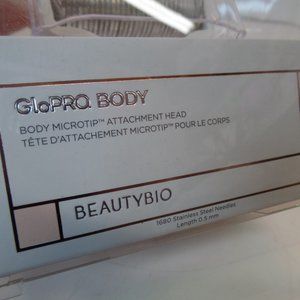 GloPRO BODY
BODY MICROTIP™ ATTACHMENT HEAD
TÊTE D'ATTACHEMENT MICROTIP™ POUR LE CORPS
BEAUTYBIO
1680 Stainless Steel Needles
Length 0.5 mm